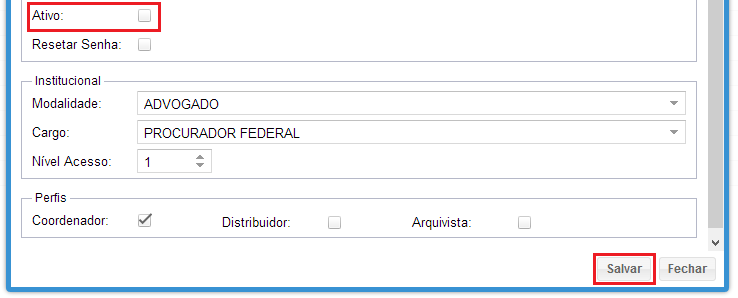 Ativo:
Resetar Senha:
Institucional
Modalidade: ADVOGADO
Cargo: PROCURADOR FEDERAL
Nível Acesso: 1
Perfis
Coordenador: Distribuidor: Arquivista:
Salvar Fechar